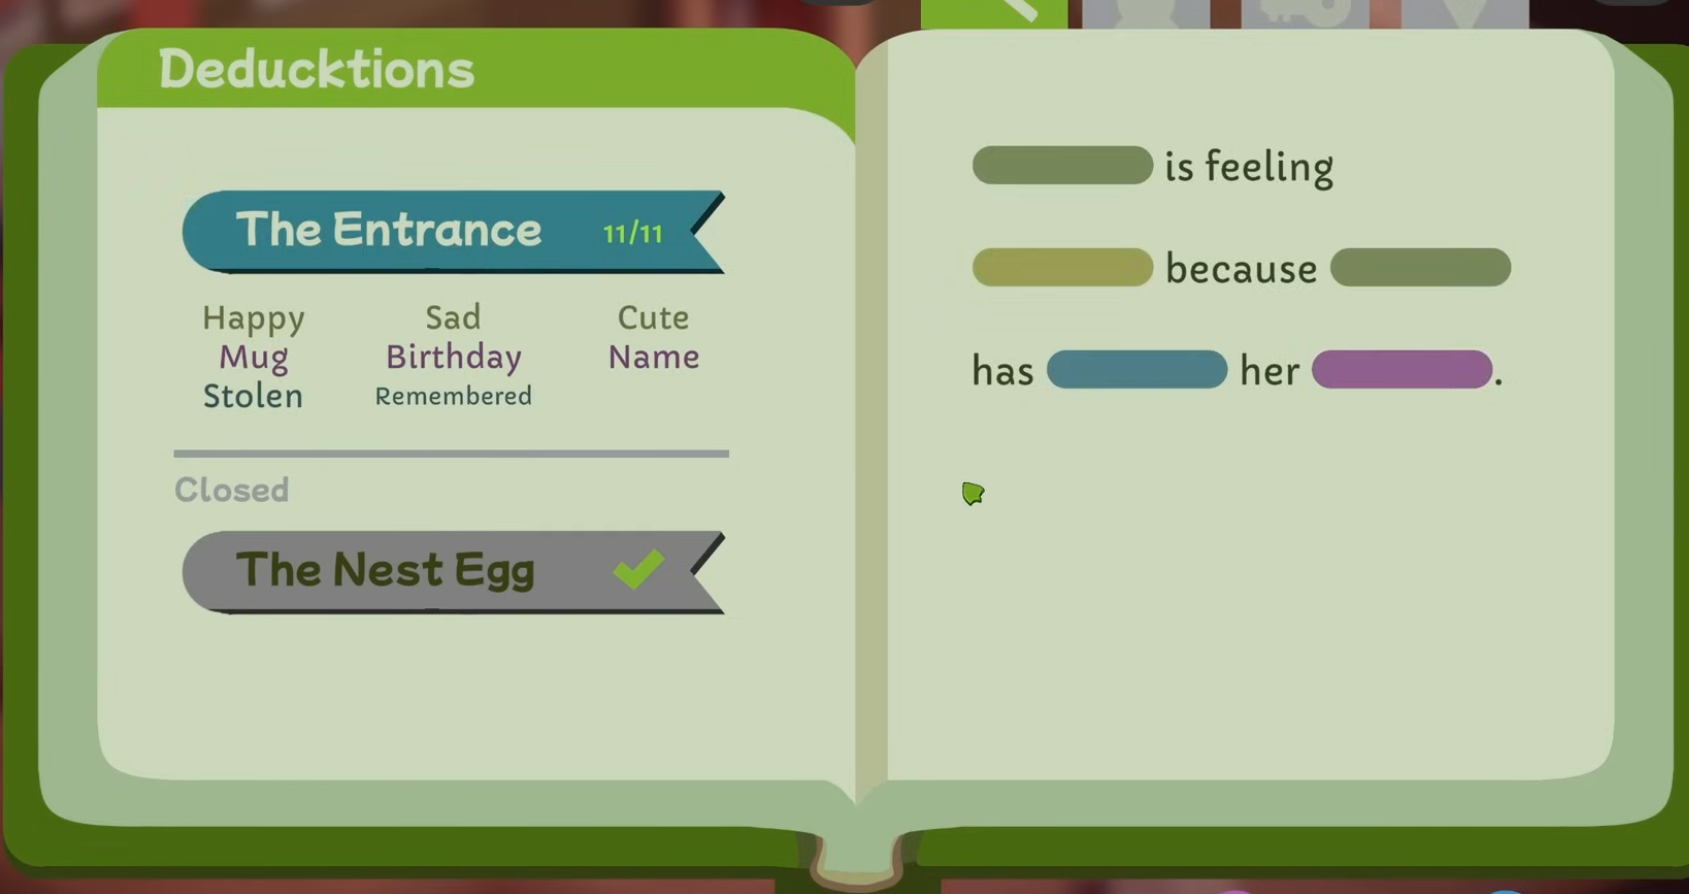 Deducktions
The Entrance 11/11
Happy Sad Cute
Mug Birthday Name
Stolen Remembered
Closed
The Nest Egg
is feeling
because
has her .